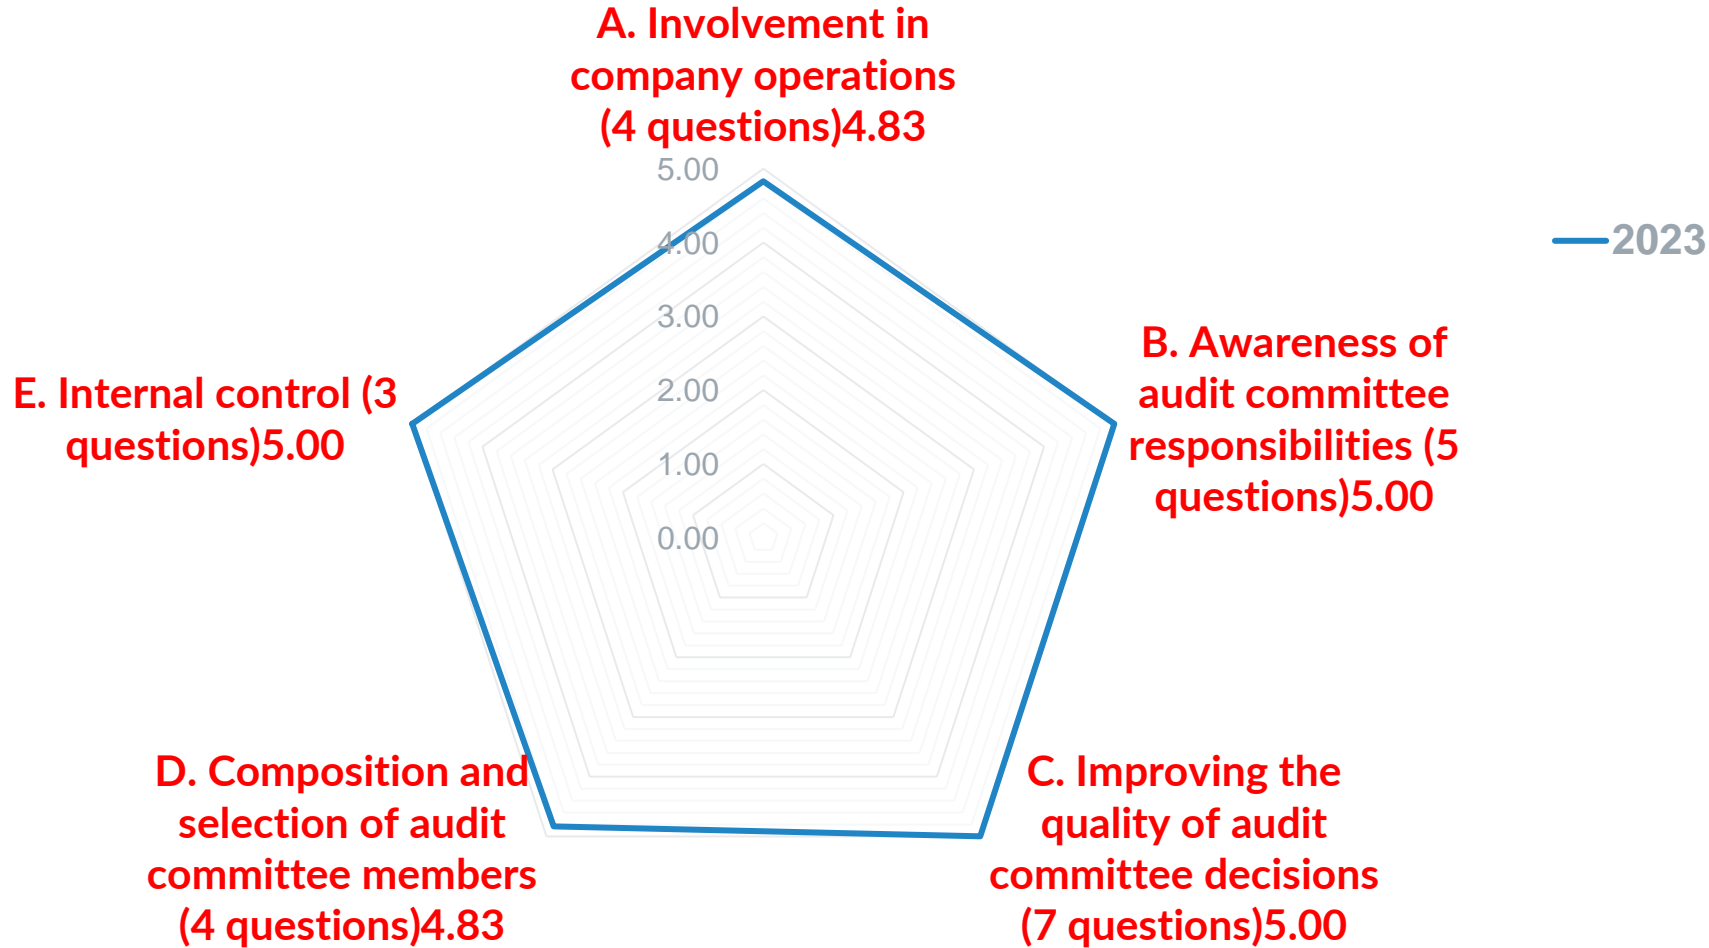 A. Involvement in
company operations
(4 questions)4.83
5.00
4.00
3.00
2.00
1.00
0.00
2023
B. Awareness of
audit committee
responsibilities (5
questions)5.00
E. Internal control (3
questions)5.00
D. Composition and
selection of audit
committee members
(4 questions)4.83
C. Improving the
quality of audit
committee decisions
(7 questions)5.00